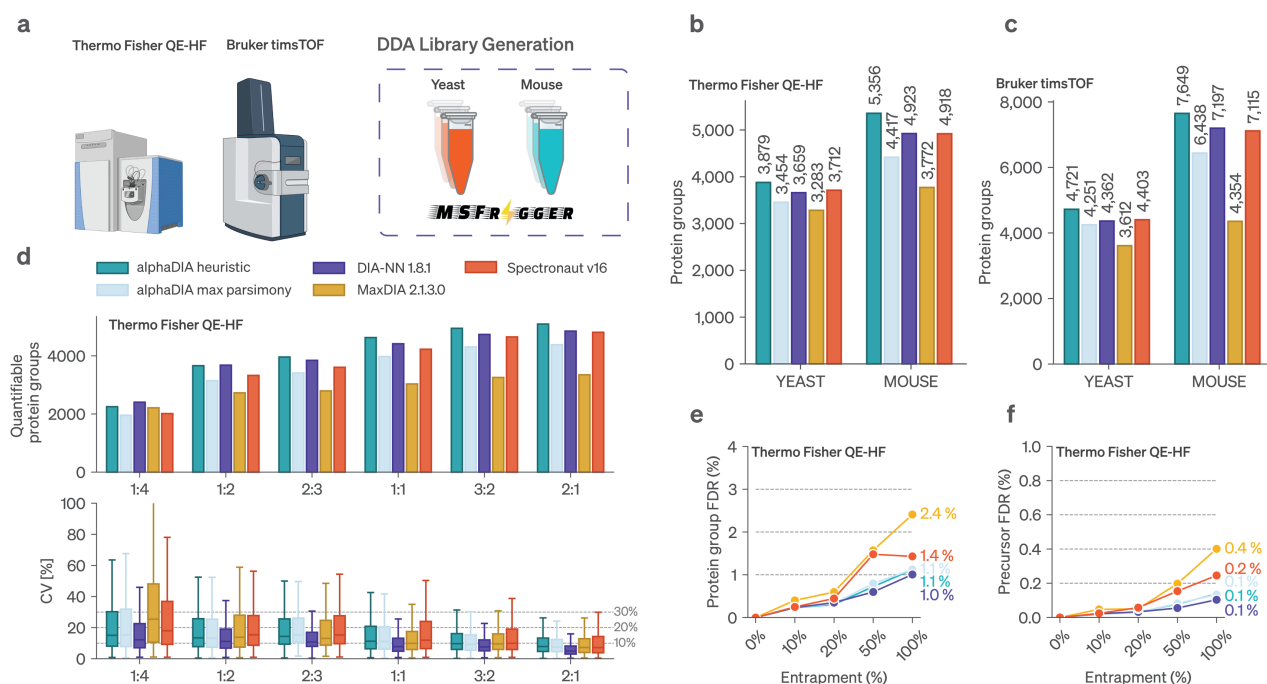 a
Thermo Fisher QE-HF
Bruker timsTOF
DDA Library Generation
Yeast
Mouse
MSFRAGGER
b
Thermo Fisher QE-HF
Protein groups
5,000
4,000
3,000
2,000
1,000
0
3,879
3,454
3,659
3,283
3,712
5,356
4,417
4,923
3,772
4,918
YEAST
MOUSE
c
Bruker timsTOF
Protein groups
8,000
6,000
4,000
2,000
0
4,721
4,251
4,362
3,612
4,403
7,649
6,438
7,197
4,354
7,115
YEAST
MOUSE
d
alphaDIA heuristic
DIA-NN 1.8.1
Spectronaut v16
alphaDIA max parsimony
MaxDIA 2.1.3.0
Thermo Fisher QE-HF
Quantifiable
protein groups
4000
2000
0
1:4
1:2
2:3
1:1
3:2
2:1
CV [%]
100
80
60
40
20
0
30%
20%
10%
1:4
1:2
2:3
1:1
3:2
2:1
e
Thermo Fisher QE-HF
Protein group FDR (%)
4
3
2
1
0
2.4 %
1.4 %
1.1 %
1.1 %
1.0 %
0%
10%
20%
50%
100%
Entrapment (%)
f
Thermo Fisher QE-HF
Precursor FDR (%)
1.0
0.8
0.6
0.4
0.2
0
0.4 %
0.2 %
0.1 %
0.1 %
0.1 %
0%
10%
20%
50%
100%
Entrapment (%)